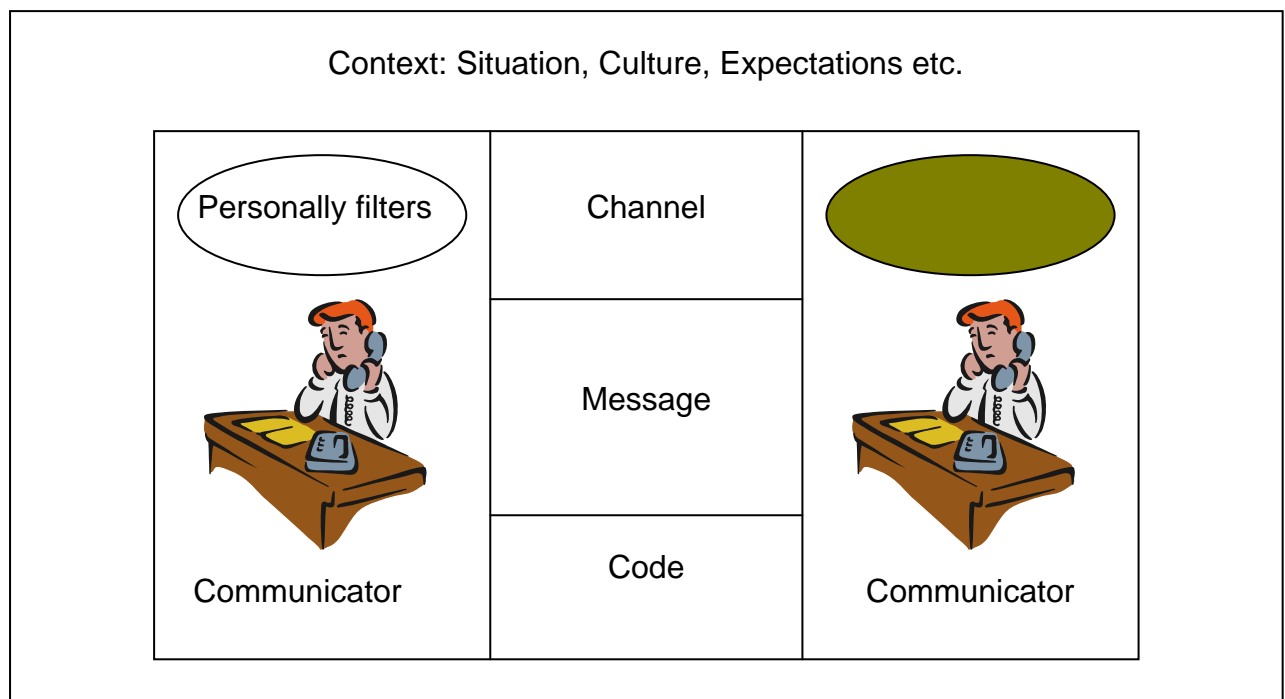 Context: Situation, Culture, Expectations etc.
Personally filters
Channel
Message
Code
Communicator
Communicator